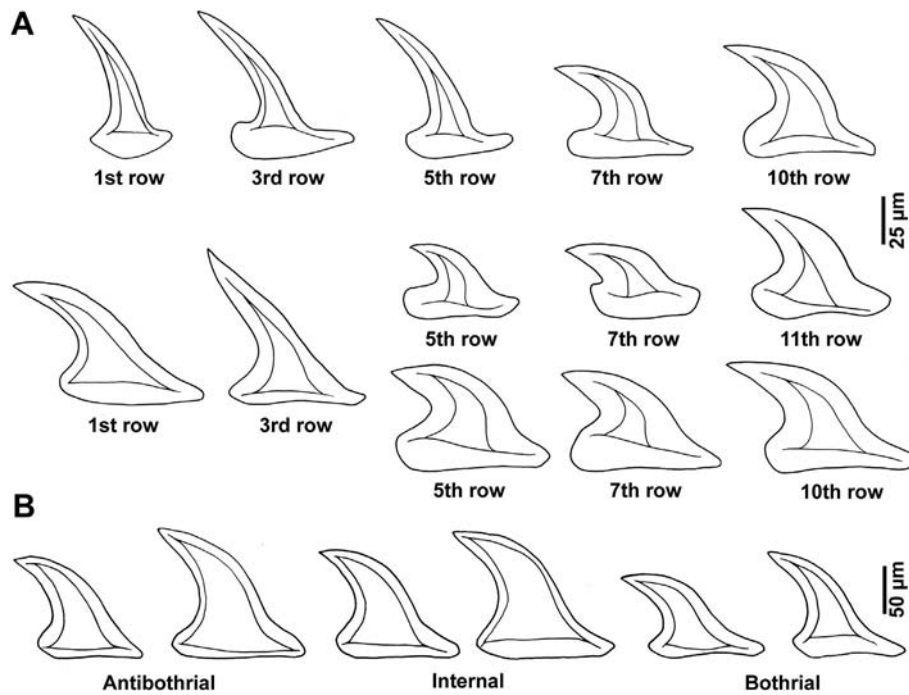 A
1st row 3rd row 5th row 7th row 10th row
25 µm
5th row 7th row 11th row
1st row 3rd row
5th row 7th row 10th row
B
50 µm
Antibothrial Internal Bothrial